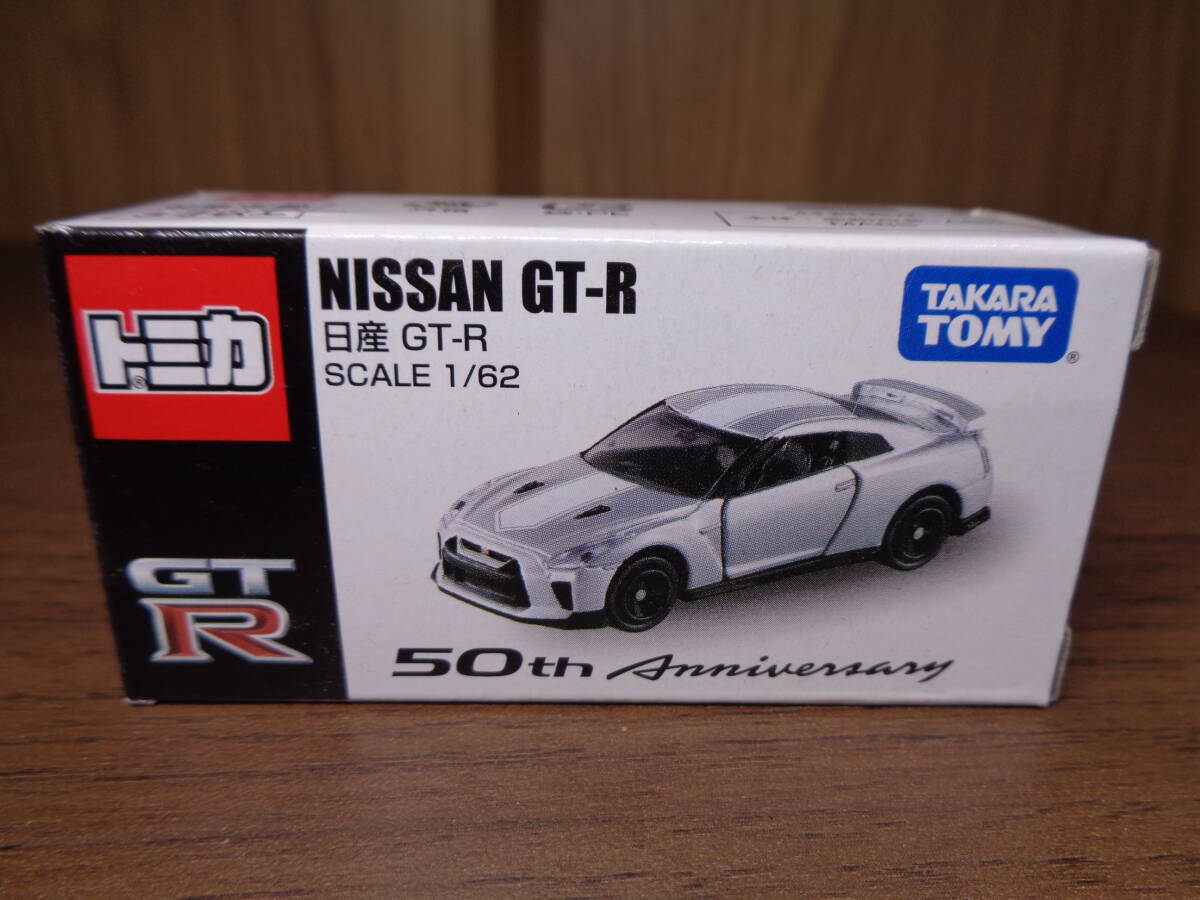 トミカ
®
NISSAN GT-R
日産 GT-R
SCALE 1/62
TAKARA
TOMY
®
GT
R
50th Anniversary